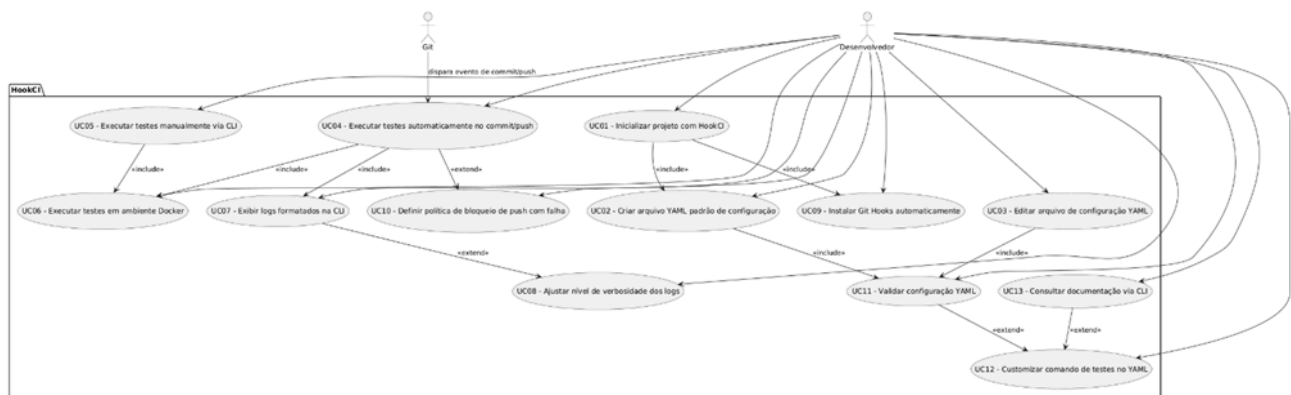 Git
Desenvolvedor
dispara evento de commit/push
HookCI
UC05 - Executar testes manualmente via CLI
UC04 - Executar testes automaticamente no commit/push
UC01 - Inicializar projeto com HookCI
«include»
«include»
«include»
«extend»
«include»
«include»
UC06 - Executar testes em ambiente Docker
UC07 - Exibir logs formatados na CLI
UC10 - Definir política de bloqueio de push com falha
UC02 - Criar arquivo YAML padrão de configuração
UC09 - Instalar Git Hooks automaticamente
UC03 - Editar arquivo de configuração YAML
«extend»
«include»
«include»
UC08 - Ajustar nível de verbosidade dos logs
UC11 - Validar configuração YAML
UC13 - Consultar documentação via CLI
«extend»
«extend»
UC12 - Customizar comando de testes no YAML